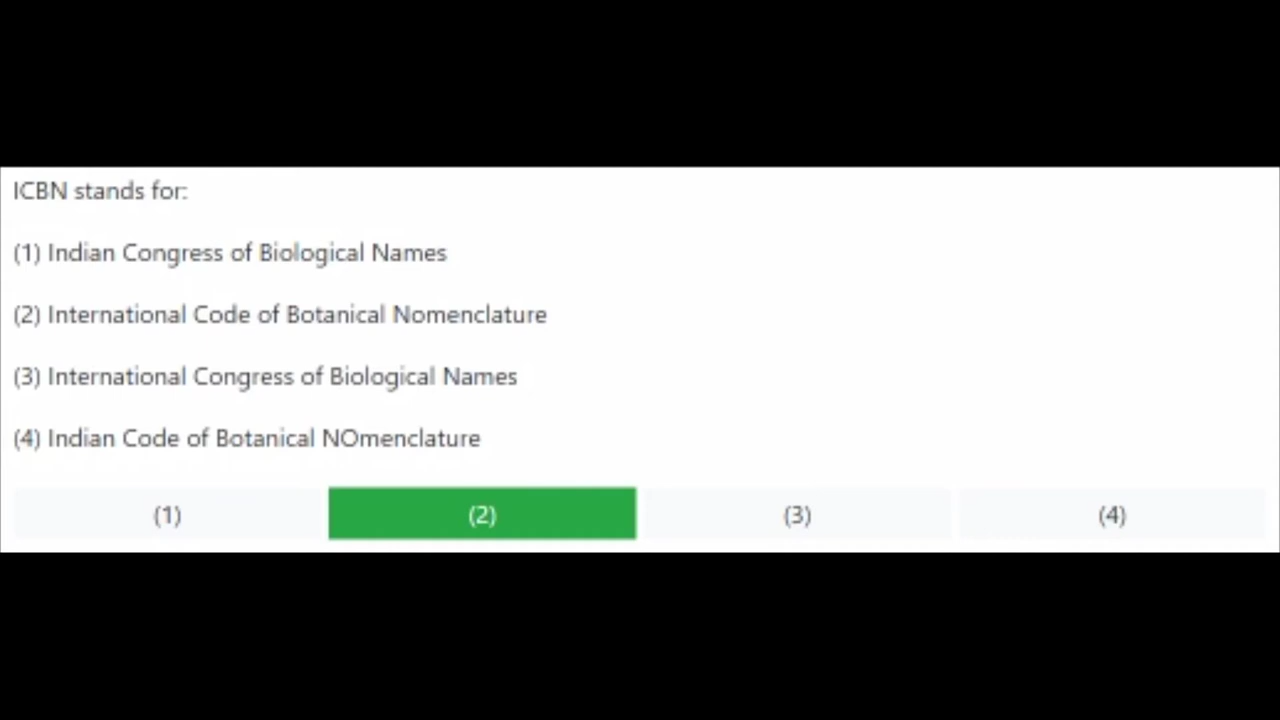 ICBN stands for:
(1) Indian Congress of Biological Names
(2) International Code of Botanical Nomenclature
(3) International Congress of Biological Names
(4) Indian Code of Botanical NOmenclature
(1) (2) (3) (4)